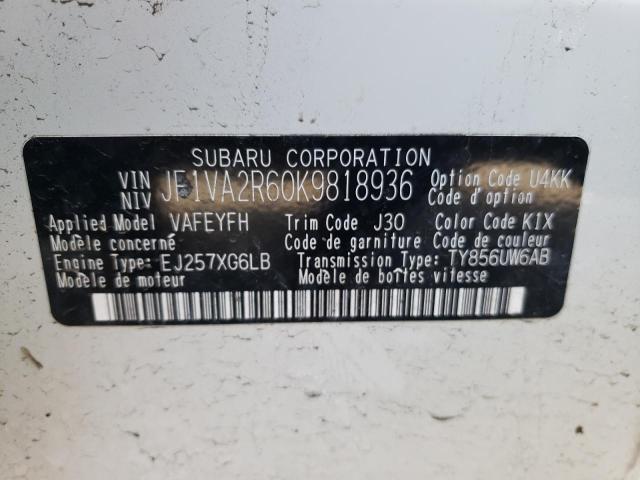 SUBARU CORPORATION
VIN NIV JF1VA2R60K9818936 Option Code U4KK
Code d'option
Applied Model VAFEYFH Trim Code J30 Color Code K1X
Modèle concerné Code de garniture Code de couleur
Engine Type: EJ257XG6LB Transmission Type: TY856UW6AB
Modèle de moteur Modèle de boîtes vitesse